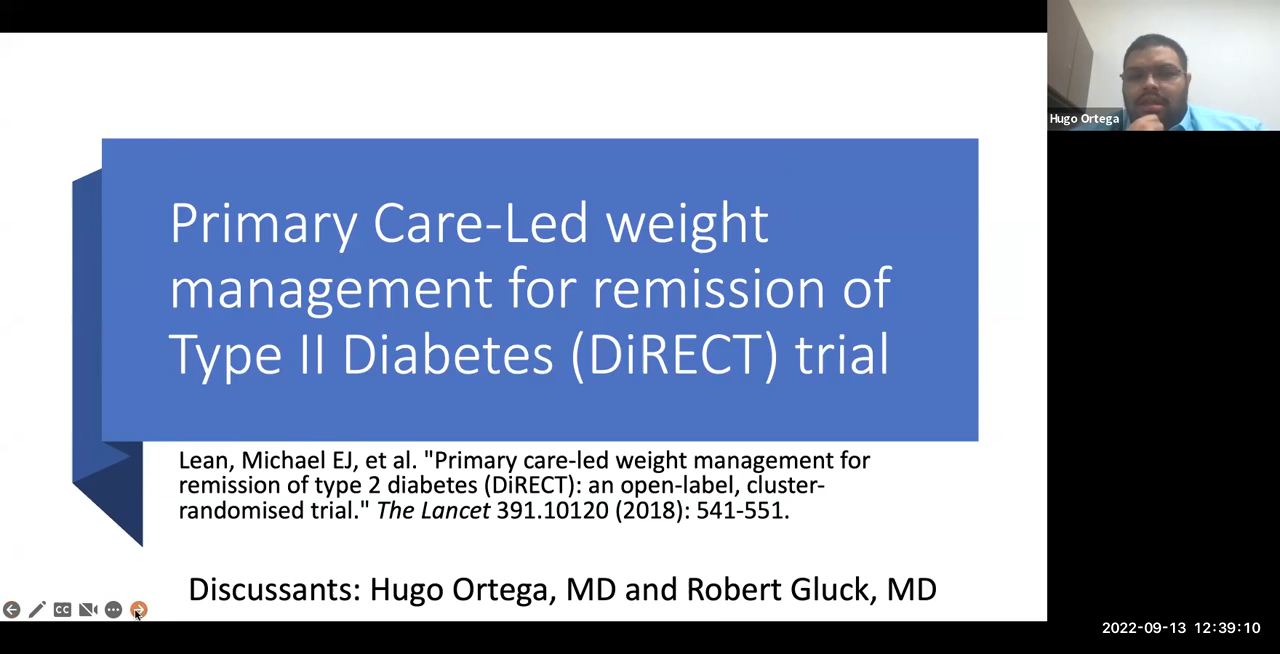 Hugo Ortega
Primary Care-Led weight
management for remission of
Type II Diabetes (DiRECT) trial
Lean, Michael EJ, et al. "Primary care-led weight management for
remission of type 2 diabetes (DiRECT): an open-label, cluster-
randomised trial." The Lancet 391.10120 (2018): 541-551.
Discussants: Hugo Ortega, MD and Robert Gluck, MD
CC
2022-09-13 12:39:10